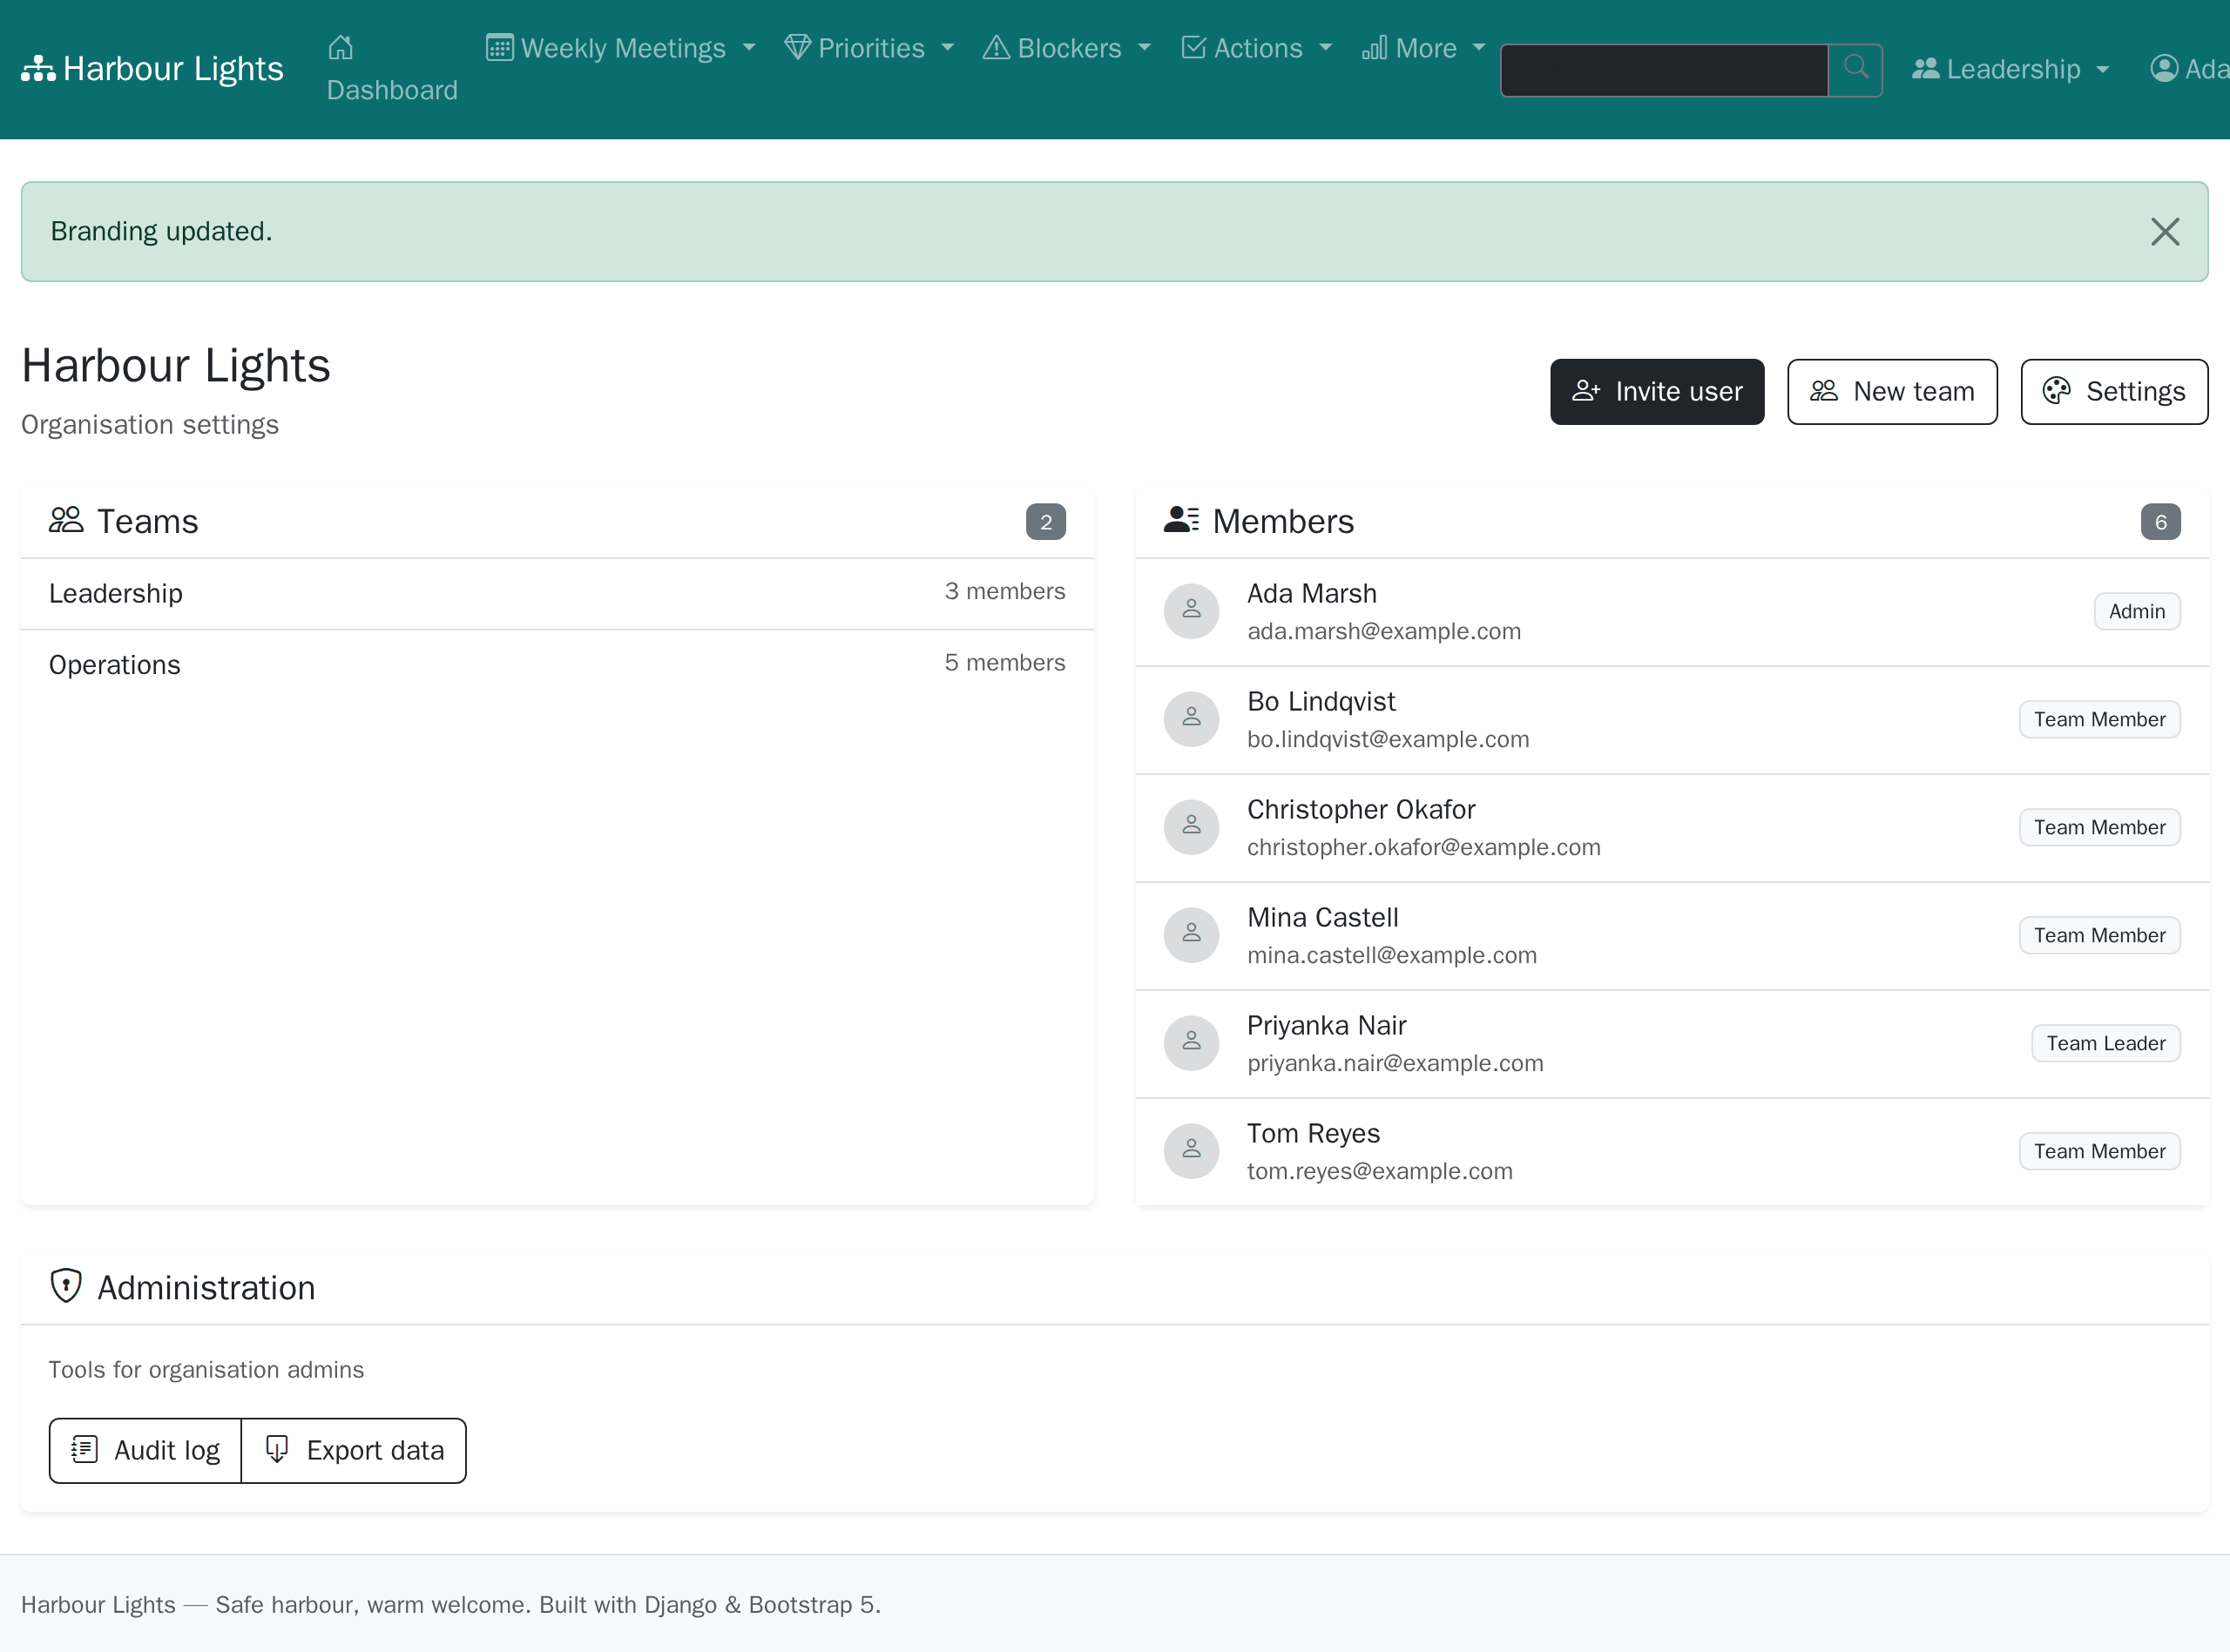 Harbour Lights
Dashboard
Weekly Meetings
Priorities
Blockers
Actions
More
Leadership
Ada
Branding updated.
Harbour Lights
Organisation settings
Invite user
New team
Settings
Teams
2
Leadership
3 members
Operations
5 members
Members
6
Ada Marsh
ada.marsh@example.com
Admin
Bo Lindqvist
bo.lindqvist@example.com
Team Member
Christopher Okafor
christopher.okafor@example.com
Team Member
Mina Castell
mina.castell@example.com
Team Member
Priyanka Nair
priyanka.nair@example.com
Team Leader
Tom Reyes
tom.reyes@example.com
Team Member
Administration
Tools for organisation admins
Audit log
Export data
Harbour Lights — Safe harbour, warm welcome. Built with Django & Bootstrap 5.